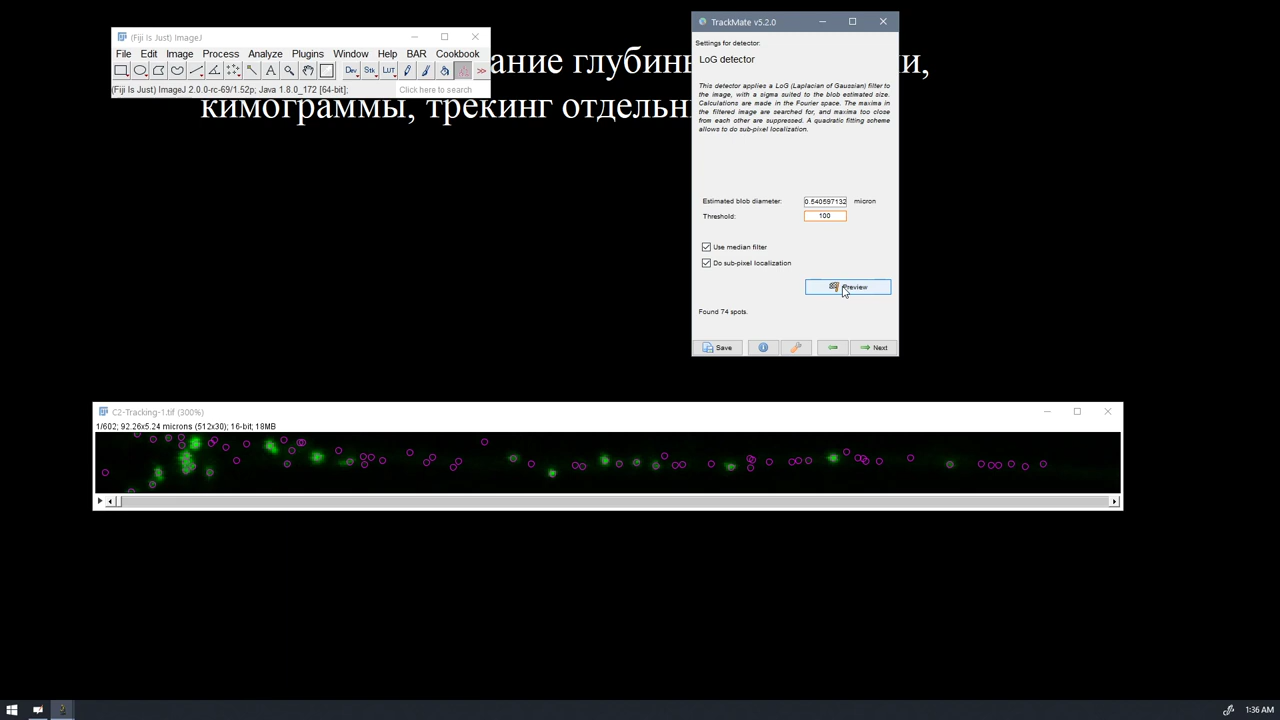 (Fiji Is Just) ImageJ
File Edit Image Process Analyze Plugins Window Help BAR Cookbook
Dev Stk LUT >>
(Fiji Is Just) ImageJ 2.0.0-rc-69/1.52p; Java 1.8.0_172 [64-bit]; Click here to search
ание глубин
и,
кимограммы, трекинг отдель
TrackMate v5.2.0
Settings for detector:
LoG detector
This detector applies a LoG (Laplacian of Gaussian) filter to
the image, with a sigma suited to the blob estimated size.
Calculations are made in the Fourier space. The maxima in
the filtered image are searched for, and maxima too close
from each other are suppressed. A quadratic fitting scheme
allows to do sub-pixel localization.
Estimated blob diameter: 0.540597132 micron
Threshold: 100
Use median filter
Do sub-pixel localization
Preview
Found 74 spots.
Save Next
C2-Tracking-1.tif (300%)
1/602; 92.26x5.24 microns (512x30); 16-bit; 18MB
1:36 AM